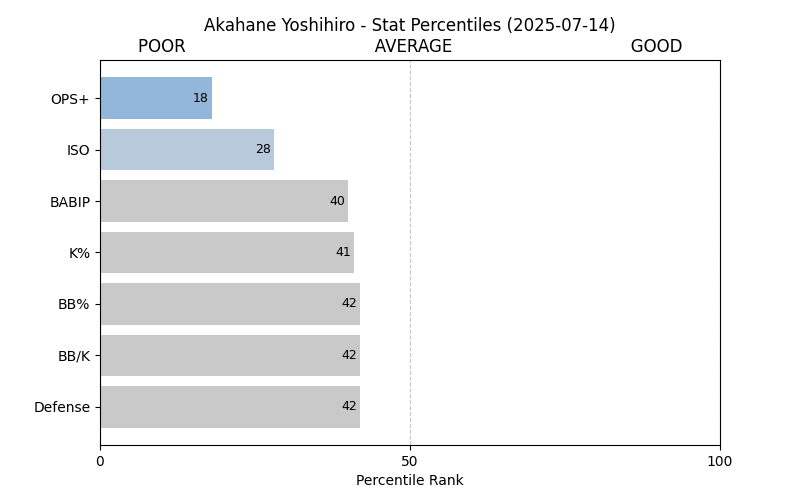 Akahane Yoshihiro - Stat Percentiles (2025-07-14)
POOR AVERAGE GOOD
OPS+ 18
ISO 28
BABIP 40
K% 41
BB% 42
BB/K 42
Defense 42
0 50 100
Percentile Rank